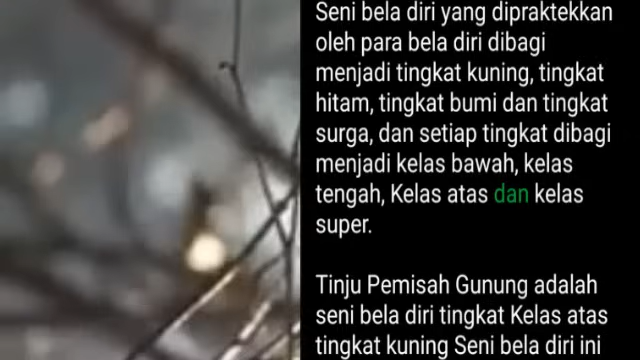 Seni bela diri yang dipraktekkan
oleh para bela diri dibagi
menjadi tingkat kuning, tingkat
hitam, tingkat bumi dan tingkat
surga, dan setiap tingkat dibagi
menjadi kelas bawah, kelas
tengah, Kelas atas dan kelas
super.
Tinju Pemisah Gunung adalah
seni bela diri tingkat Kelas atas
tingkat kuning Seni bela diri ini